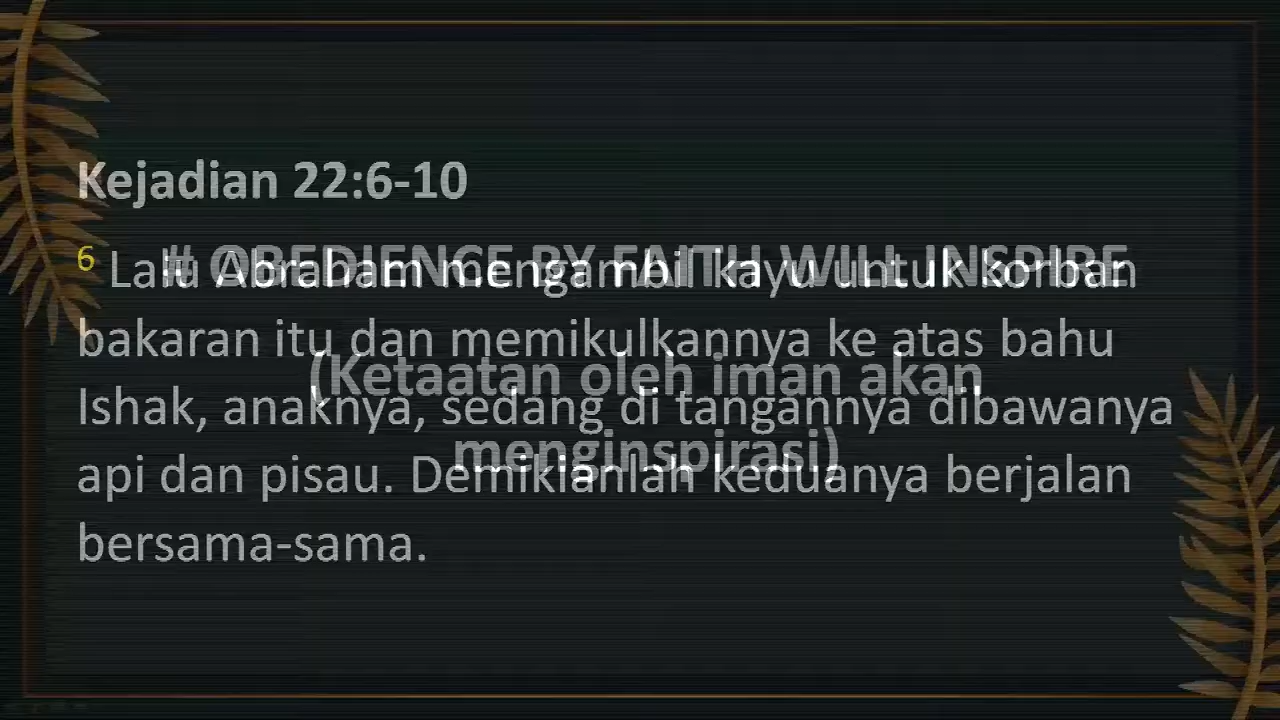 Kejadian 22:6-10
6 Lalu Abraham mengambil kayu untuk korban
# OBEDIENCE BY FAITH WILL INSPIRE
bakaran itu dan memikulkannya ke atas bahu
(Ketaatan oleh iman akan
Ishak, anaknya, sedang di tangannya dibawanya
menginspirasi)
api dan pisau. Demikianlah keduanya berjalan
bersama-sama.